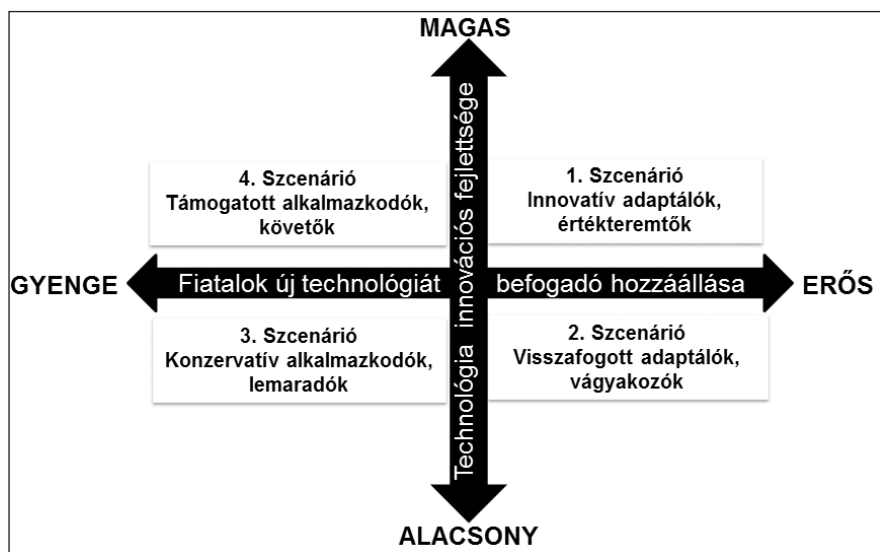 MAGAS
Technológia innovációs fejlettsége
4. Szcenárió
Támogatott alkalmazkodók,
követők
1. Szcenárió
Innovatív adaptálók,
értékteremtők
GYENGE
Fiatalok új technológiát befogadó hozzáállása
ERŐS
3. Szcenárió
Konzervatív alkalmazkodók,
lemaradók
2. Szcenárió
Visszafogott adaptálók,
vágyakozók
ALACSONY